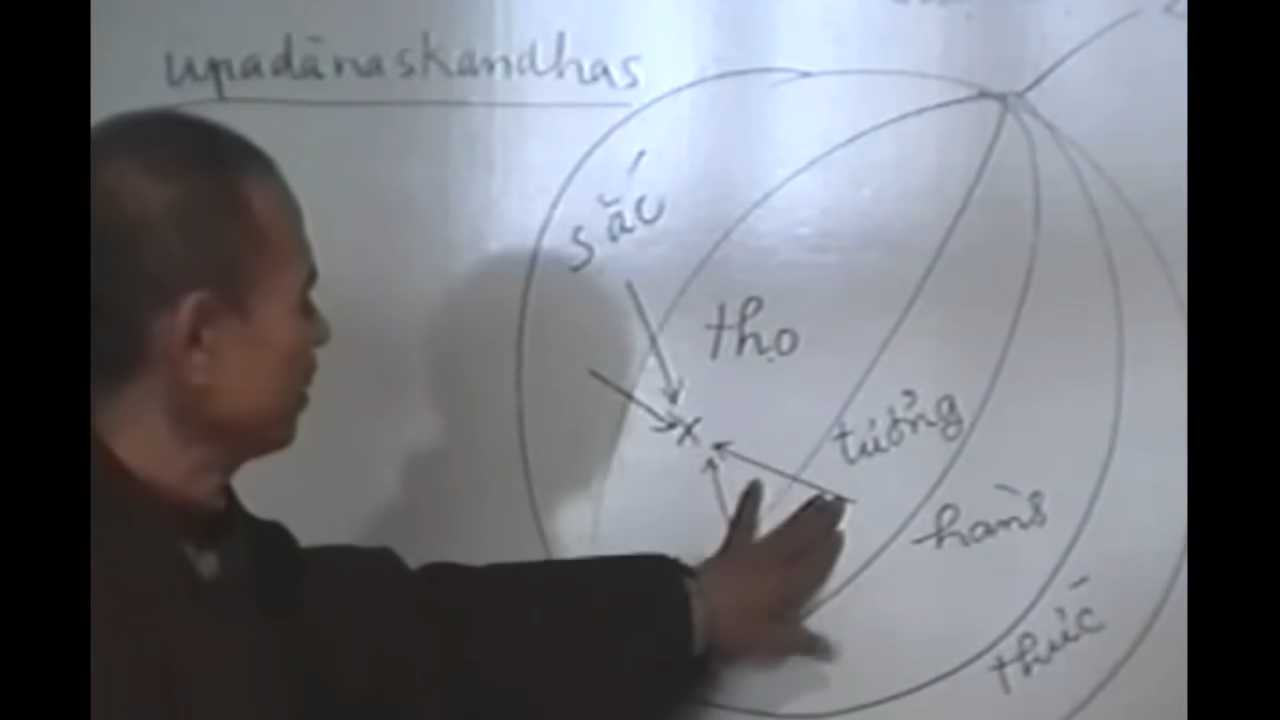 upadānaskandhas
sắc
thọ
tưởng
hành
thức
x